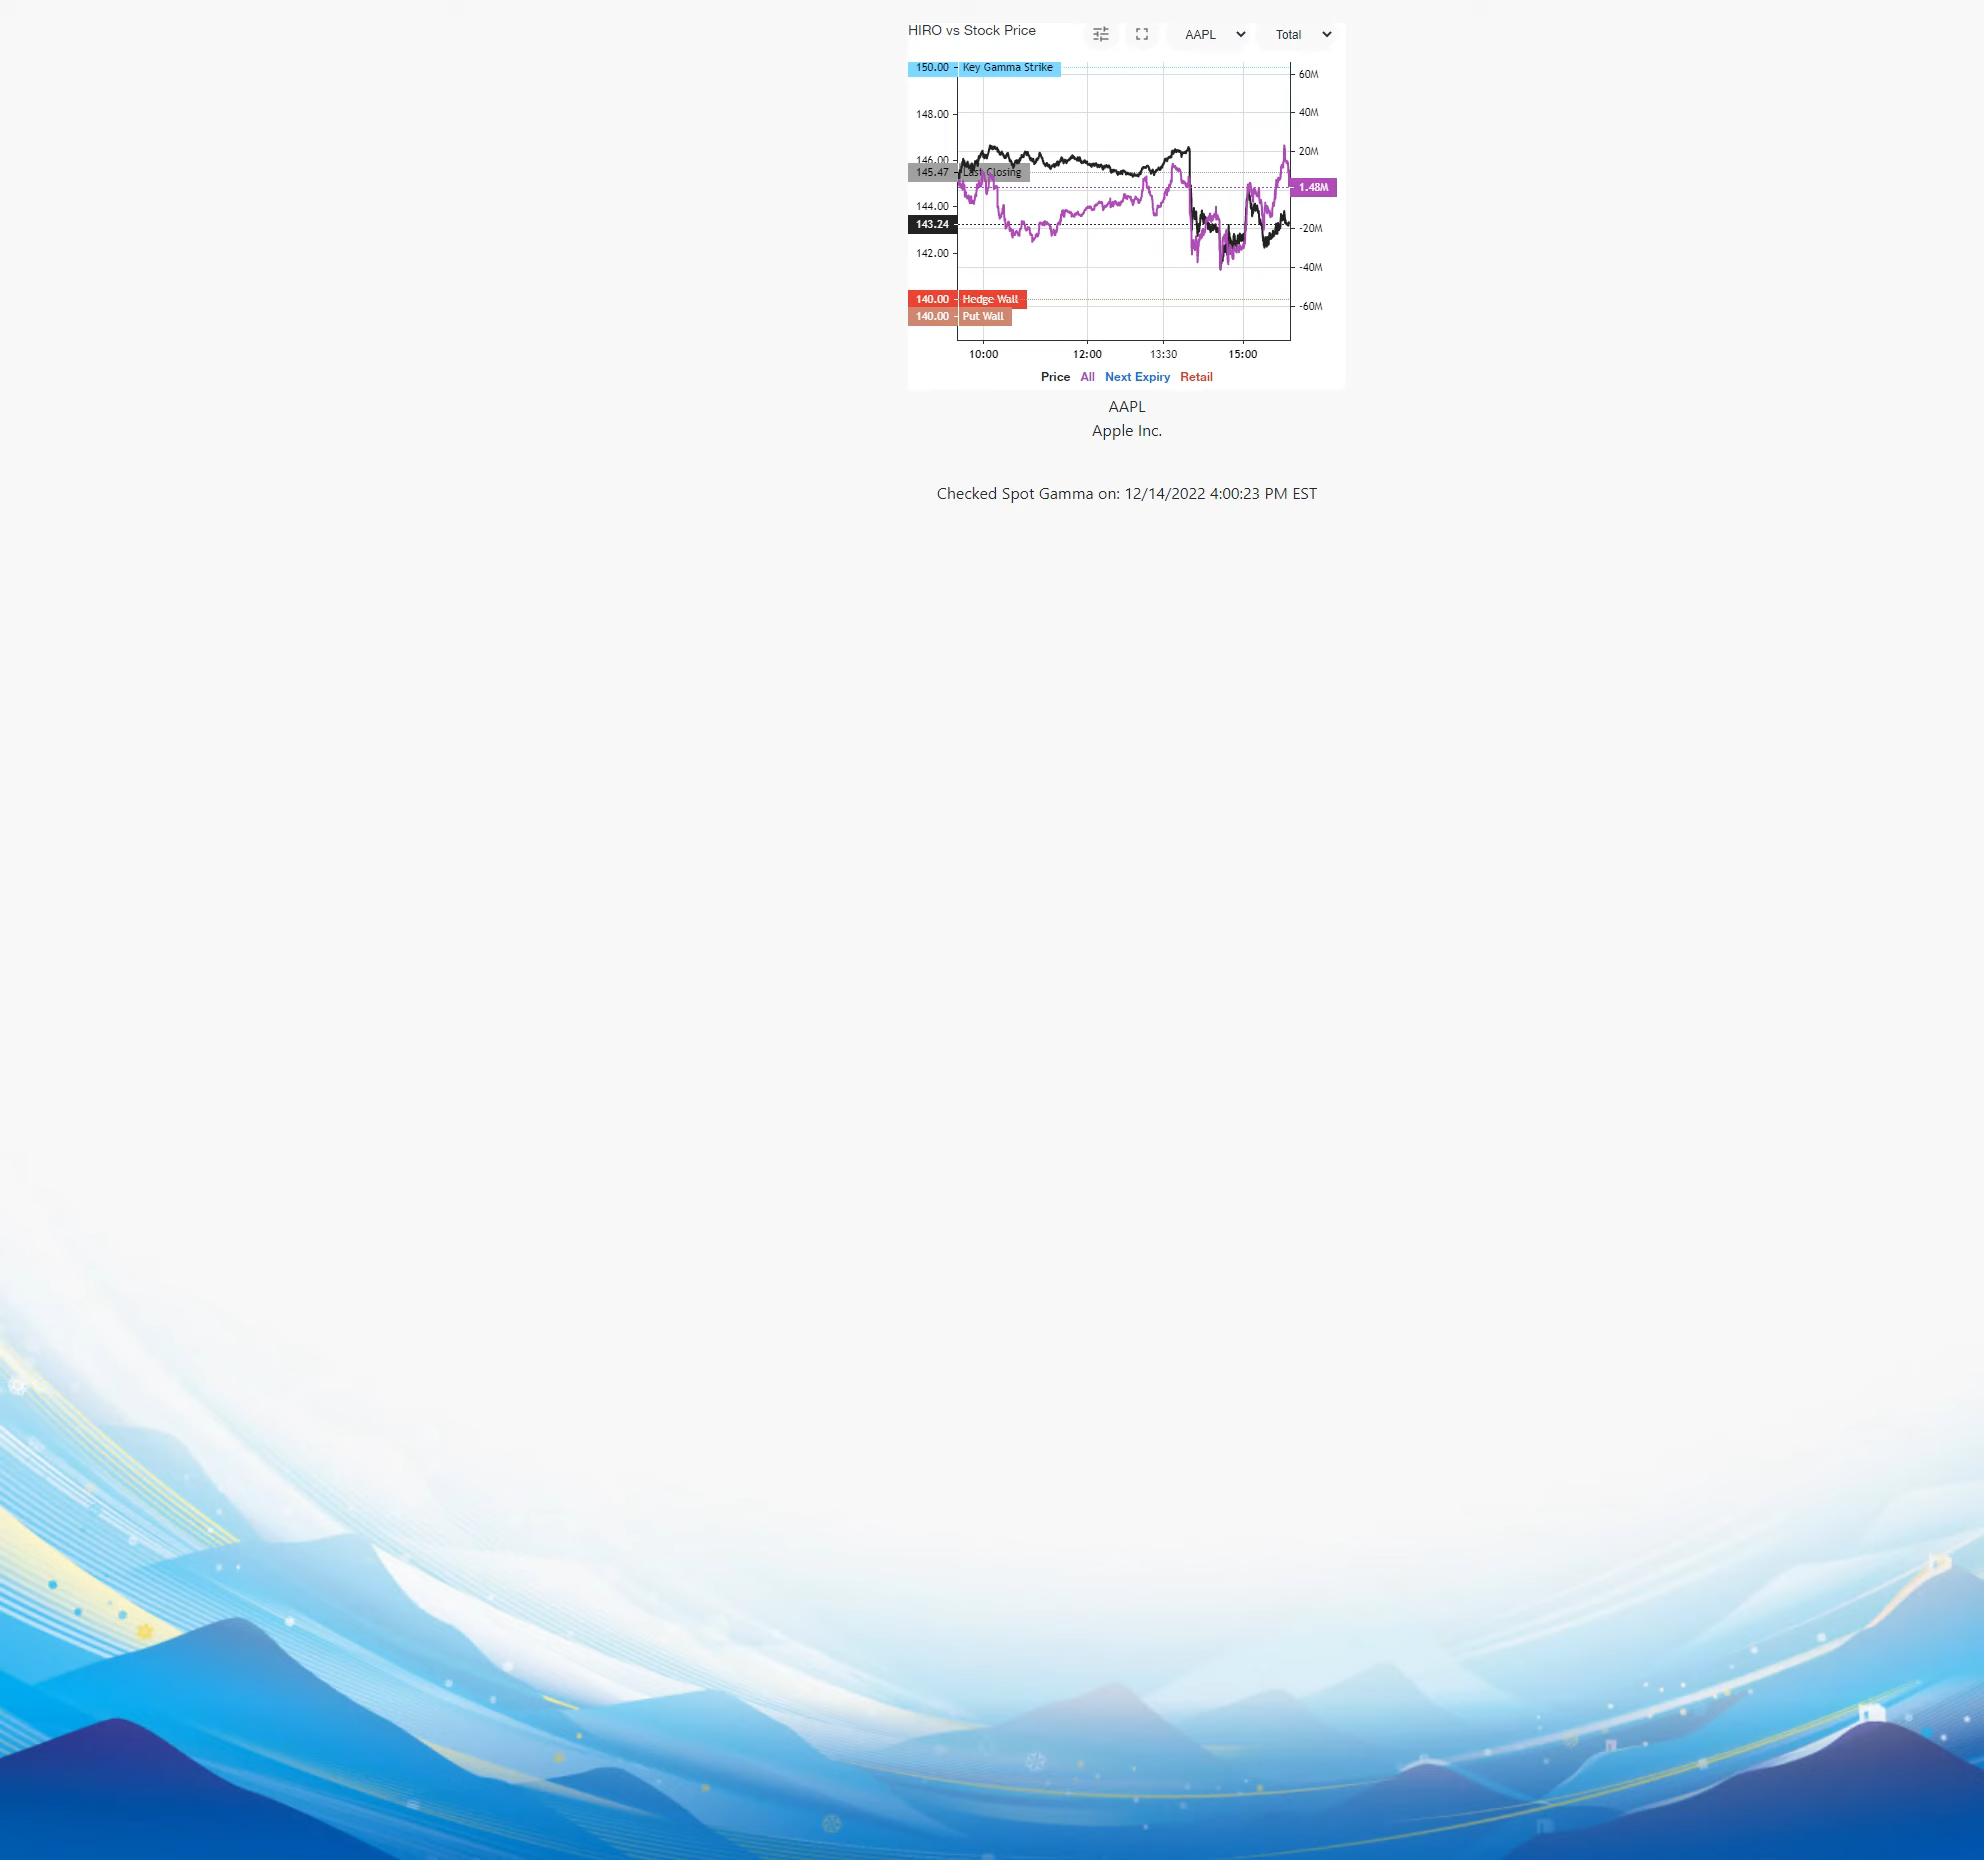 HIRO vs Stock Price
AAPL
Total
150.00
Key Gamma Strike
148.00
146.00
145.47
Last Closing
144.00
143.24
142.00
140.00
Hedge Wall
140.00
Put Wall
60M
40M
20M
1.48M
-20M
-40M
-60M
10:00 12:00 13:30 15:00
Price All Next Expiry Retail
AAPL
Apple Inc.
Checked Spot Gamma on: 12/14/2022 4:00:23 PM EST